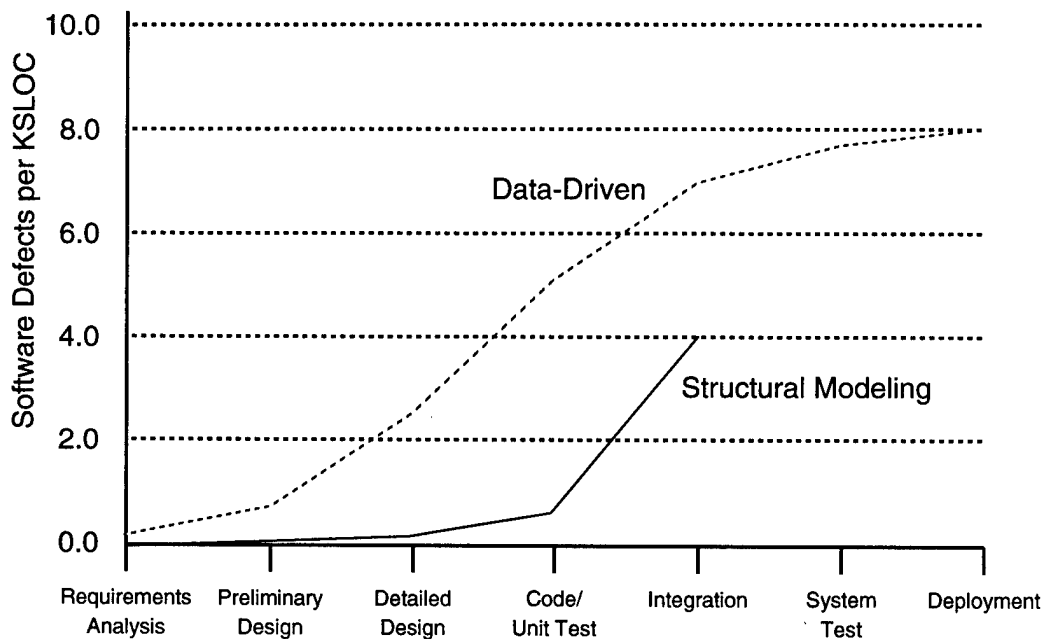 Software Defects per KSLOC
10.0
8.0
6.0
4.0
2.0
0.0
Data-Driven
Structural Modeling
Requirements
Analysis
Preliminary
Design
Detailed
Design
Code/
Unit Test
Integration
System
Test
Deployment